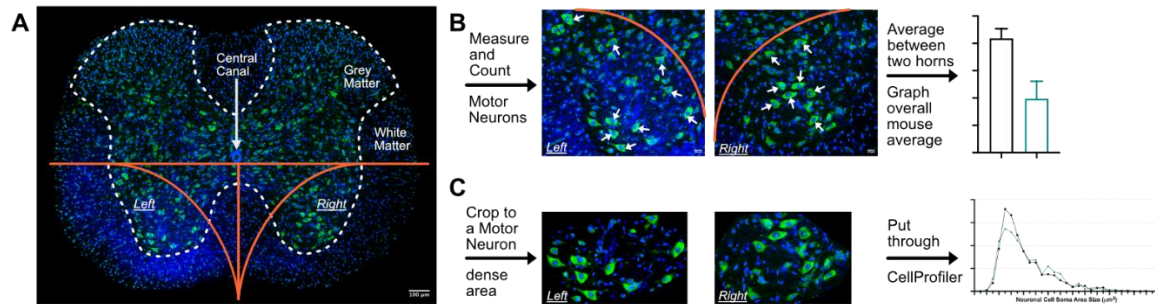 A
Central
Canal
Grey
Matter
White
Matter
Left
Right
100 µm
B
Measure
and
Count
Motor
Neurons
Left
Right
Average
between
two horns
Graph
overall
mouse
average
C
Crop to
a Motor
Neuron
dense
area
Left
Right
Put
through
CellProfiler
Neuronal Cell Soma Area Size (µm²)